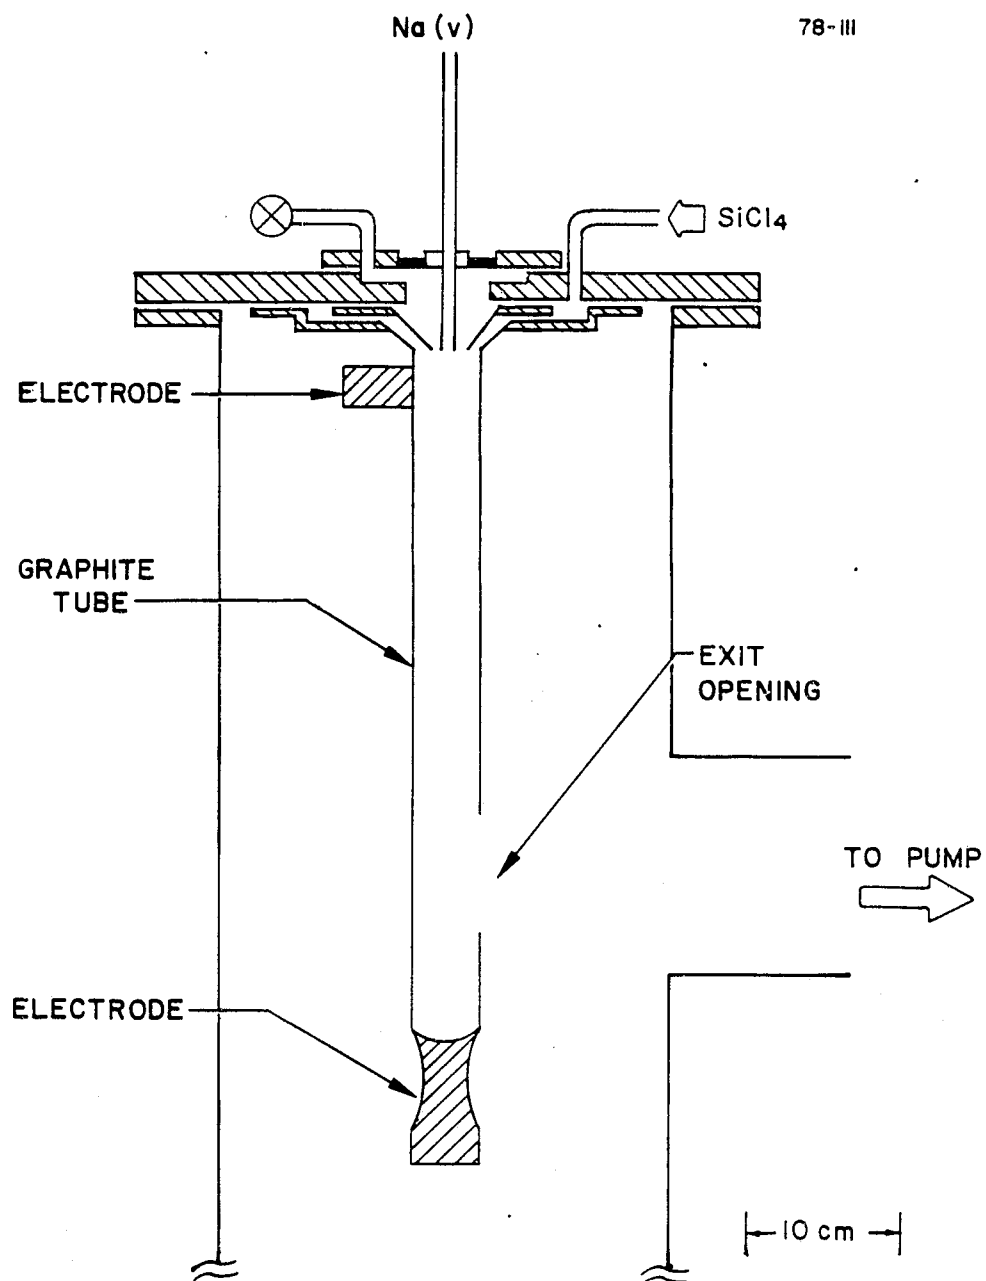 Na (v)
78-III
SiCl4
ELECTRODE
GRAPHITE
TUBE
EXIT
OPENING
TO PUMP
ELECTRODE
10 cm